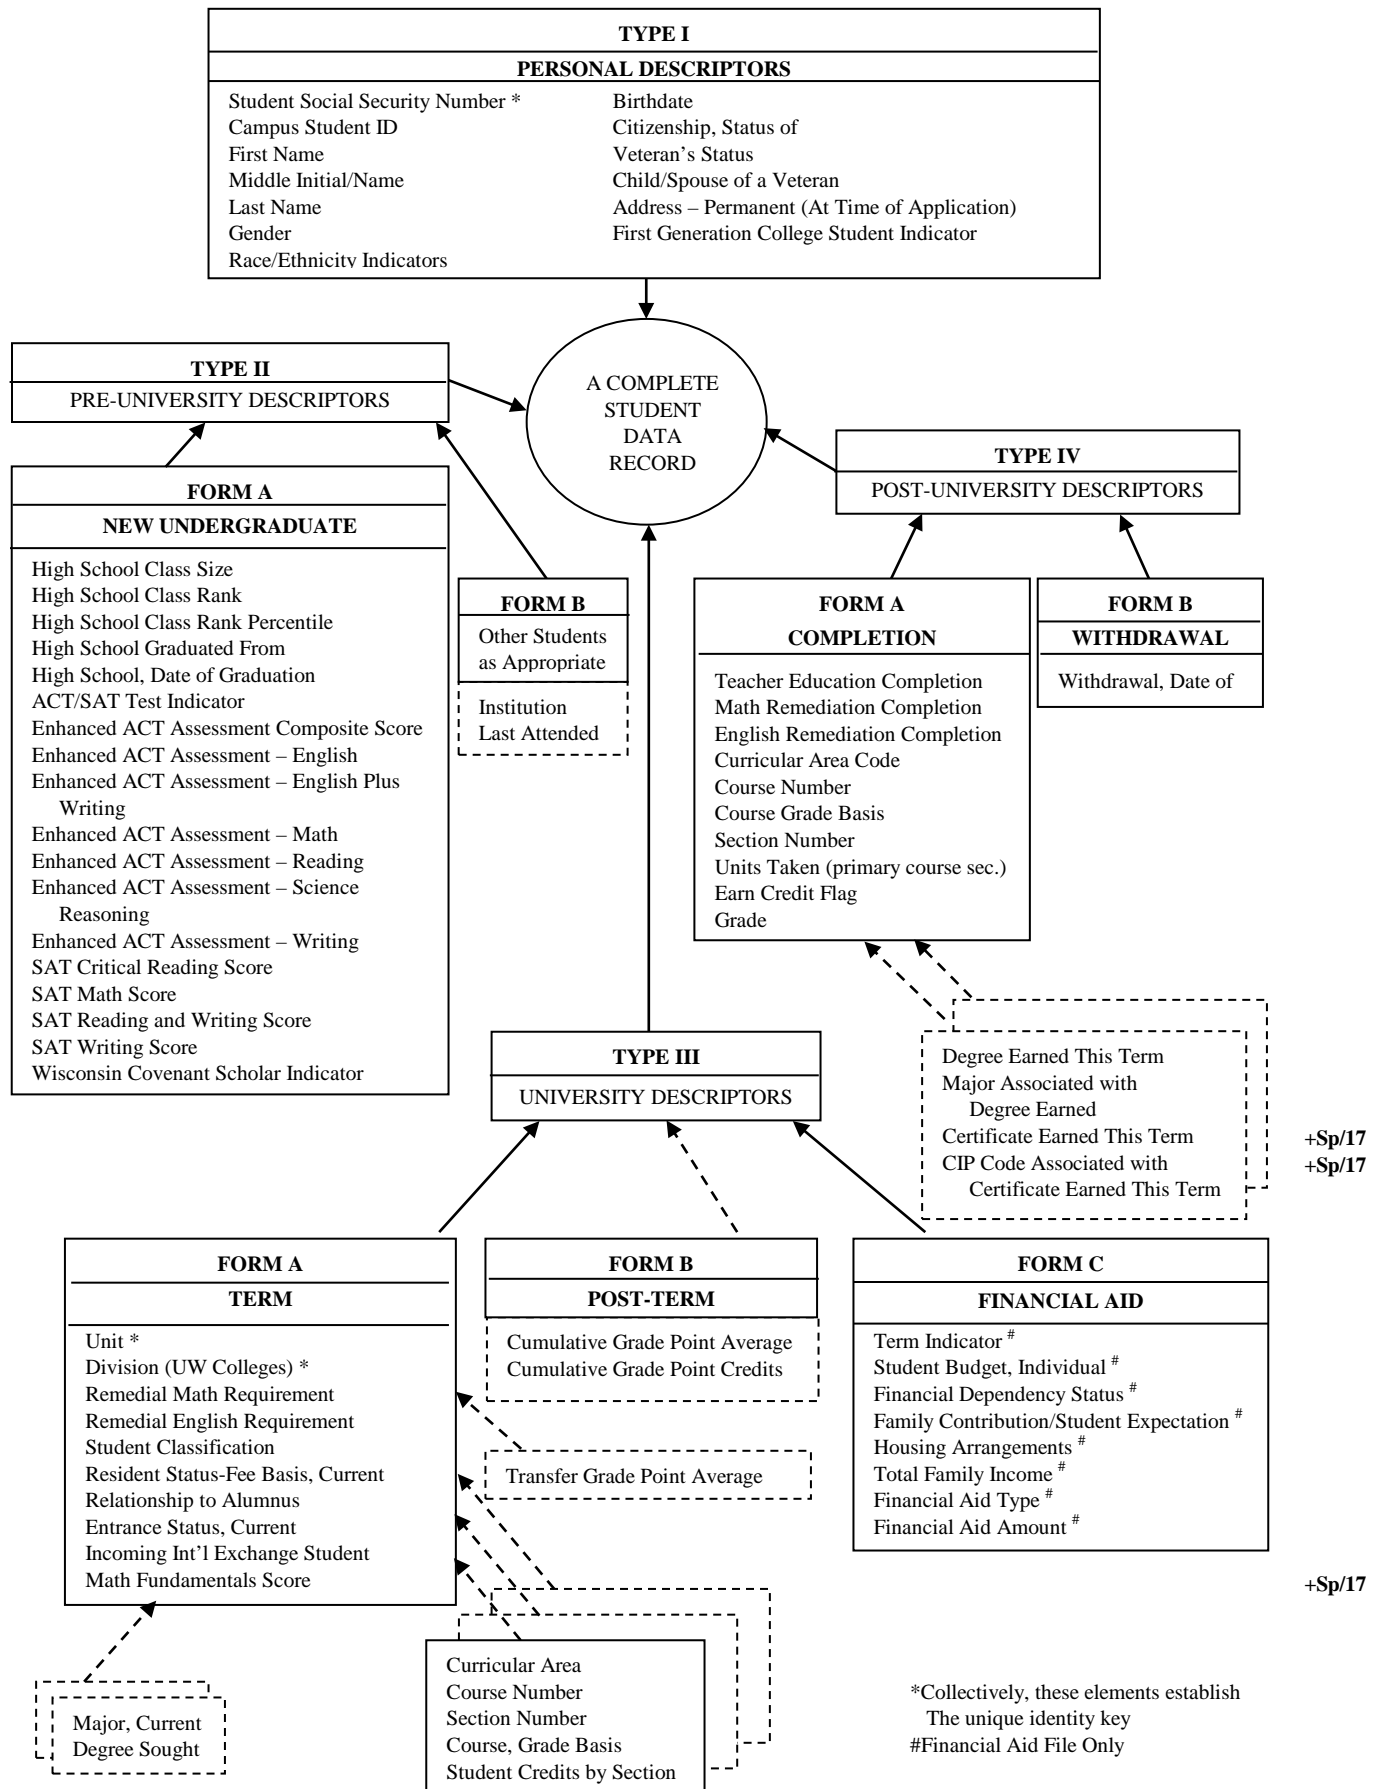 TYPE I
PERSONAL DESCRIPTORS
Student Social Security Number *
Campus Student ID
First Name
Middle Initial/Name
Last Name
Gender
Race/Ethnicity Indicators
Birthdate
Citizenship, Status of
Veteran’s Status
Child/Spouse of a Veteran
Address – Permanent (At Time of Application)
First Generation College Student Indicator
TYPE II
PRE-UNIVERSITY DESCRIPTORS
A COMPLETE
STUDENT
DATA
RECORD
TYPE IV
POST-UNIVERSITY DESCRIPTORS
FORM A
NEW UNDERGRADUATE
High School Class Size
High School Class Rank
High School Class Rank Percentile
High School Graduated From
High School, Date of Graduation
ACT/SAT Test Indicator
Enhanced ACT Assessment Composite Score
Enhanced ACT Assessment – English
Enhanced ACT Assessment – English Plus
Writing
Enhanced ACT Assessment – Math
Enhanced ACT Assessment – Reading
Enhanced ACT Assessment – Science
Reasoning
Enhanced ACT Assessment – Writing
SAT Critical Reading Score
SAT Math Score
SAT Reading and Writing Score
SAT Writing Score
Wisconsin Covenant Scholar Indicator
FORM B
Other Students
as Appropriate
Institution
Last Attended
FORM A
COMPLETION
Teacher Education Completion
Math Remediation Completion
English Remediation Completion
Curricular Area Code
Course Number
Course Grade Basis
Section Number
Units Taken (primary course sec.)
Earn Credit Flag
Grade
FORM B
WITHDRAWAL
Withdrawal, Date of
Degree Earned This Term
Major Associated with
Degree Earned
Certificate Earned This Term
CIP Code Associated with
Certificate Earned This Term
+Sp/17
+Sp/17
TYPE III
UNIVERSITY DESCRIPTORS
FORM A
TERM
Unit *
Division (UW Colleges) *
Remedial Math Requirement
Remedial English Requirement
Student Classification
Resident Status-Fee Basis, Current
Relationship to Alumnus
Entrance Status, Current
Incoming Int’l Exchange Student
Math Fundamentals Score
FORM B
POST-TERM
Cumulative Grade Point Average
Cumulative Grade Point Credits
Transfer Grade Point Average
FORM C
FINANCIAL AID
Term Indicator #
Student Budget, Individual #
Financial Dependency Status #
Family Contribution/Student Expectation #
Housing Arrangements #
Total Family Income #
Financial Aid Type #
Financial Aid Amount #
+Sp/17
Major, Current
Degree Sought
Curricular Area
Course Number
Section Number
Course, Grade Basis
Student Credits by Section
*Collectively, these elements establish
The unique identity key
#Financial Aid File Only